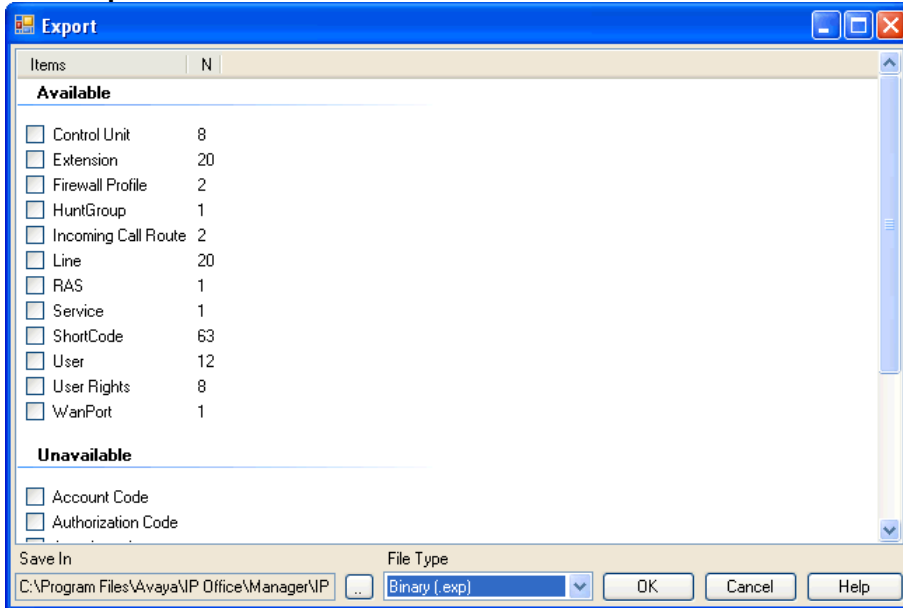 Export
Items N
Available
Control Unit 8
Extension 20
Firewall Profile 2
HuntGroup 1
Incoming Call Route 2
Line 20
RAS 1
Service 1
ShortCode 63
User 12
User Rights 8
WanPort 1
Unavailable
Account Code
Authorization Code
Save In File Type
C:\Program Files\Avaya\IP Office\Manager\IP .. Binary (.exp) OK Cancel Help